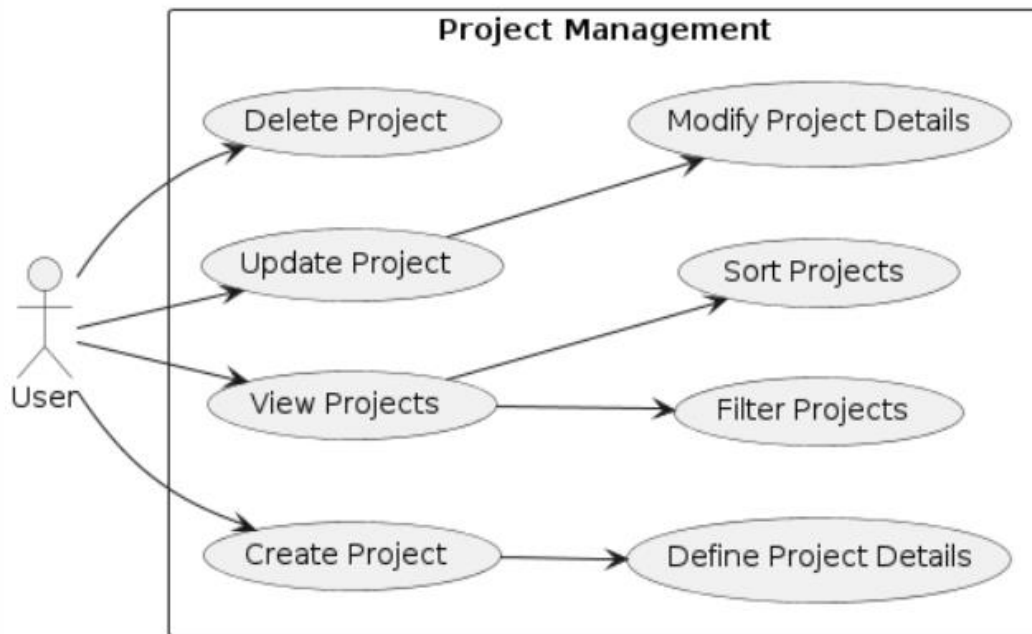 Project Management
Delete Project
Modify Project Details
Update Project
Sort Projects
User
View Projects
Filter Projects
Create Project
Define Project Details